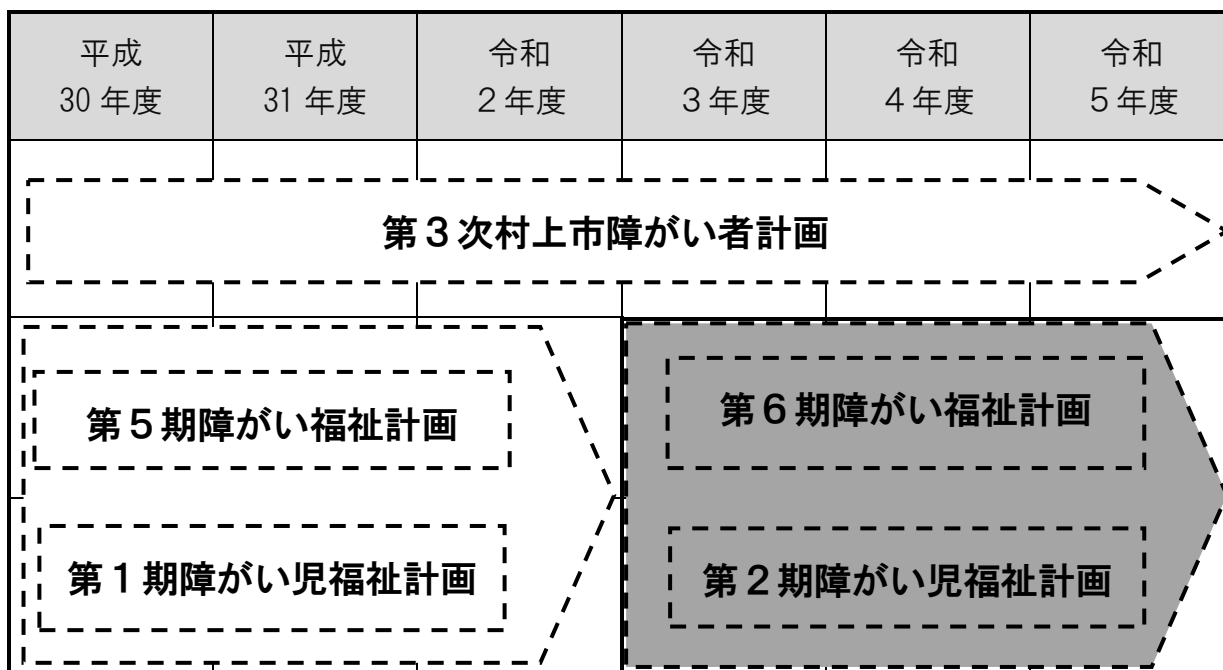 平成
30 年度
平成
31 年度
令和
２年度
令和
３年度
令和
４年度
令和
５年度
第３次村上市障がい者計画
第５期障がい福祉計画
第６期障がい福祉計画
第１期障がい児福祉計画
第２期障がい児福祉計画